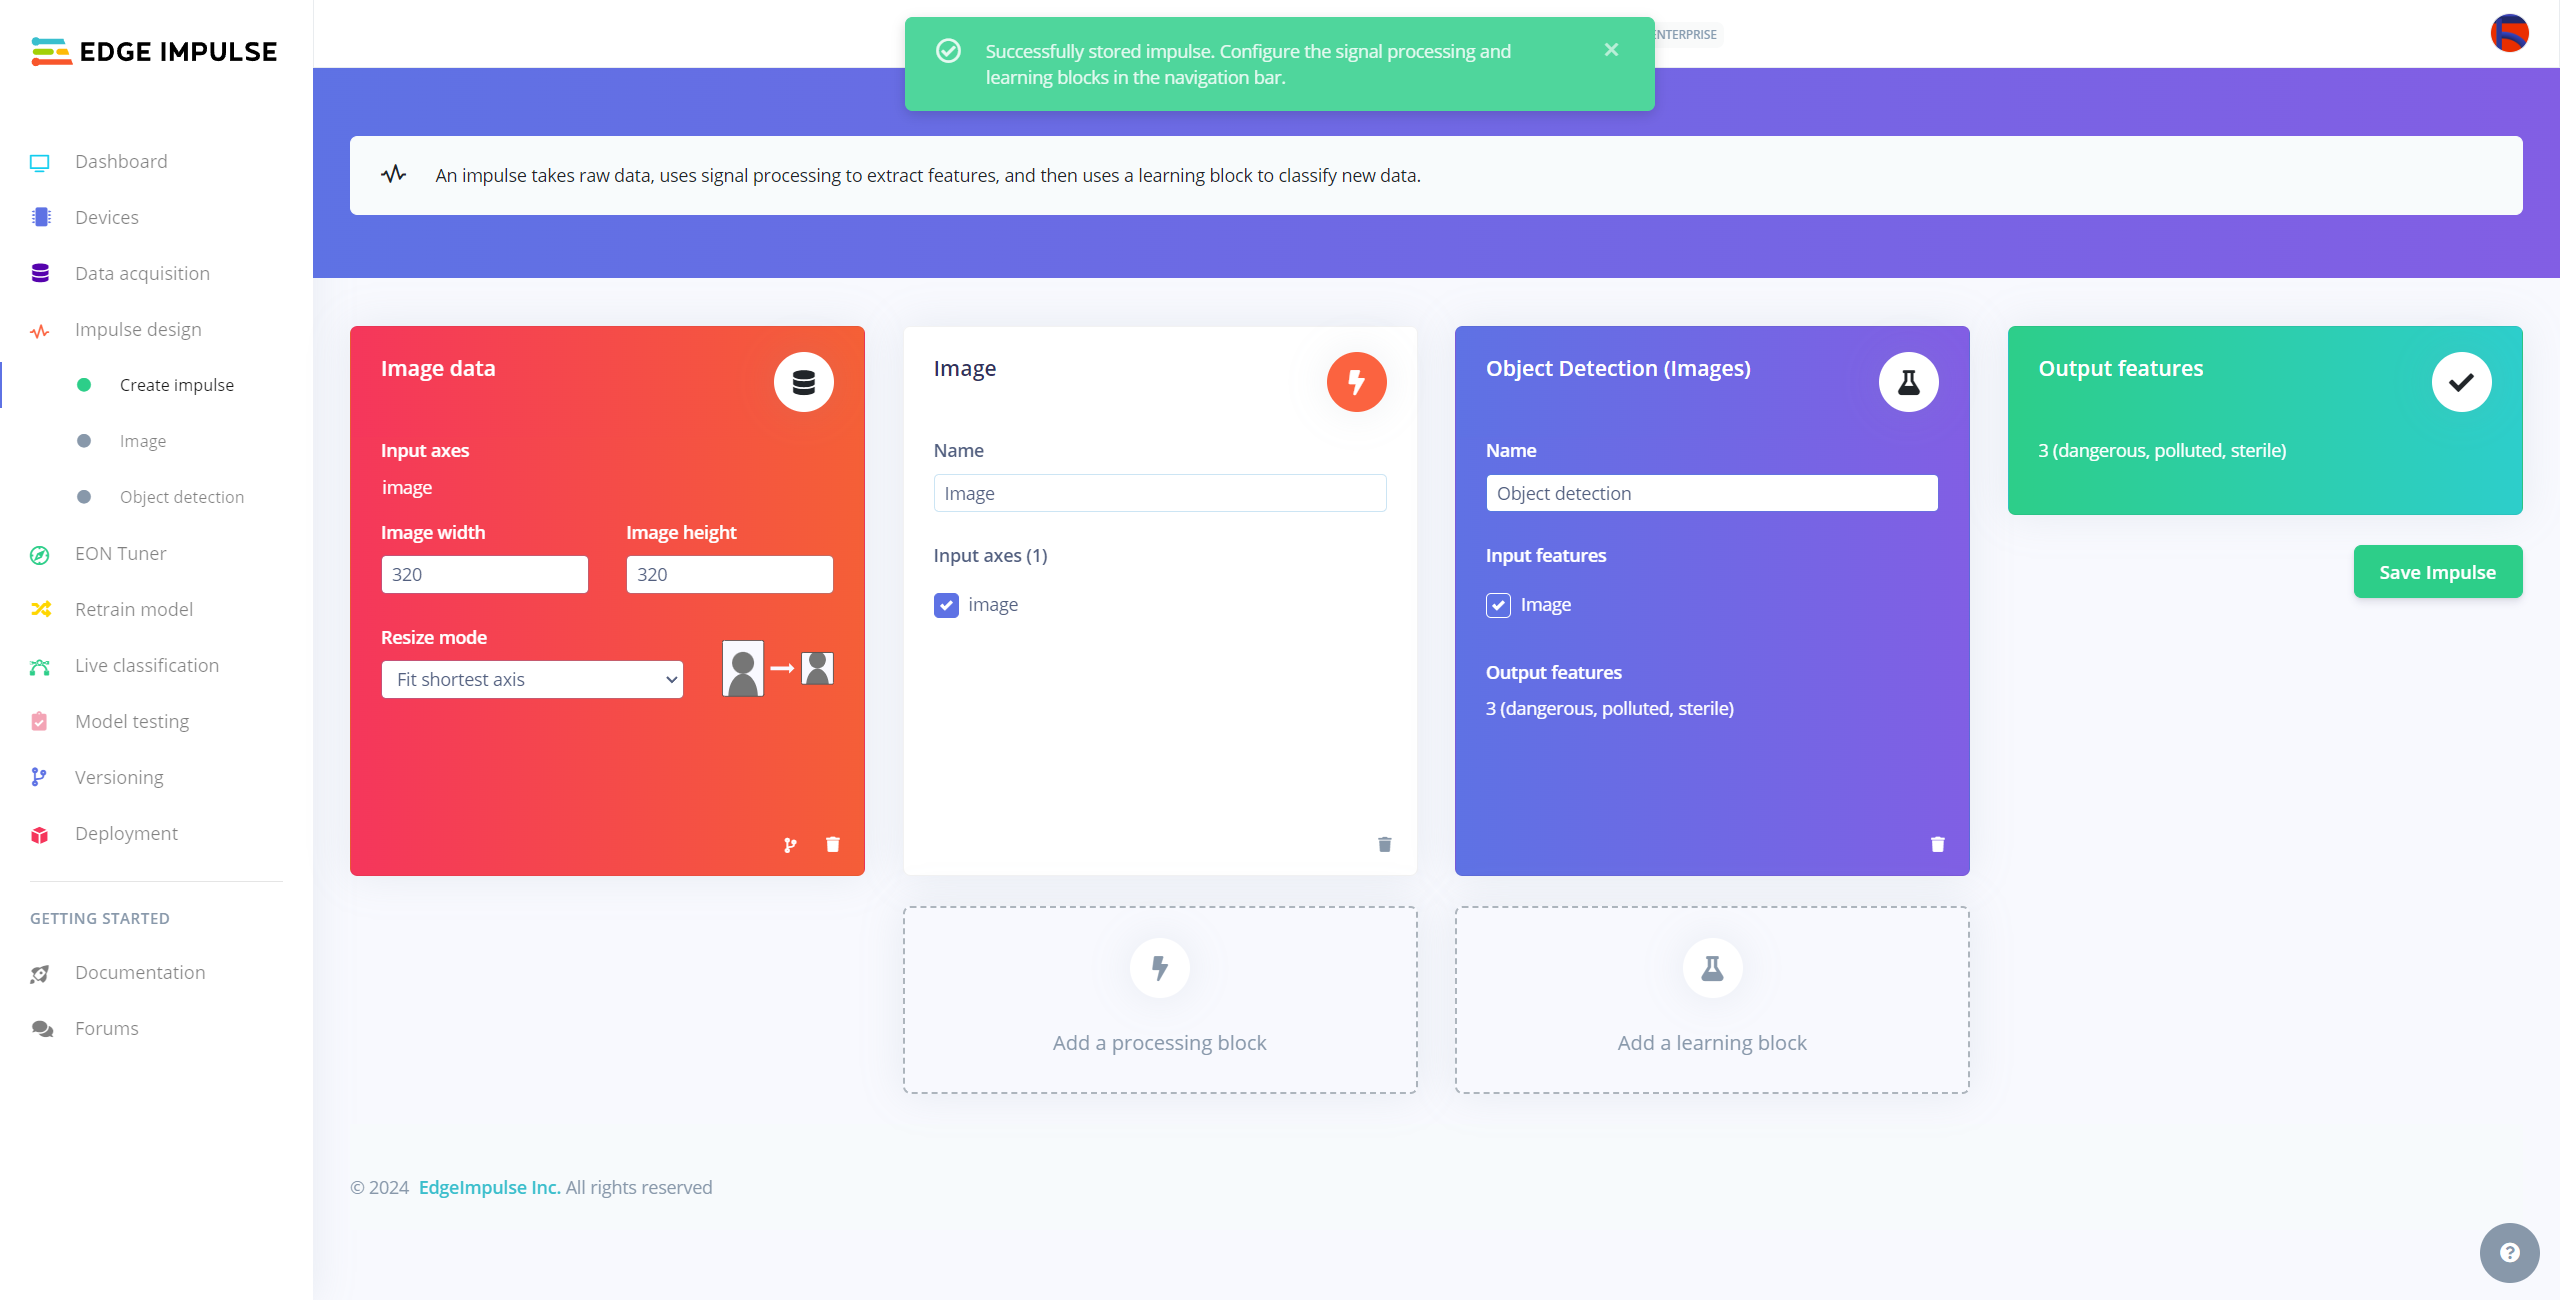 EDGE IMPULSE
Dashboard
Devices
Data acquisition
Impulse design
Create impulse
Image
Object detection
EON Tuner
Retrain model
Live classification
Model testing
Versioning
Deployment
GETTING STARTED
Documentation
Forums
Successfully stored impulse. Configure the signal processing and
learning blocks in the navigation bar.
×
An impulse takes raw data, uses signal processing to extract features, and then uses a learning block to classify new data.
Image data
Input axes
image
Image width
Image height
320
320
Resize mode
Fit shortest axis
Image
Name
Image
Input axes (1)
image
Object Detection (Images)
Name
Object detection
Input features
Image
Output features
3 (dangerous, polluted, sterile)
Output features
3 (dangerous, polluted, sterile)
Save Impulse
Add a processing block
Add a learning block
© 2024 EdgeImpulse Inc. All rights reserved
?